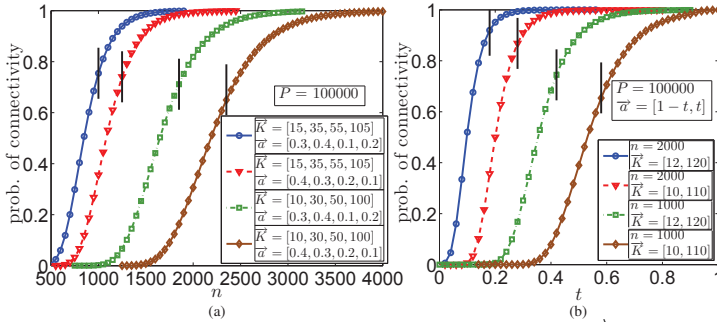 prob. of connectivity
1
0.8
0.6
0.4
0.2
0
500 1000 1500 2000 2500 3000 3500 4000
n
(a)
P = 100000
K = [15, 35, 55, 105]
a = [0.3, 0.4, 0.1, 0.2]
K = [15, 35, 55, 105]
a = [0.4, 0.3, 0.2, 0.1]
K = [10, 30, 50, 100]
a = [0.3, 0.4, 0.1, 0.2]
K = [10, 30, 50, 100]
a = [0.4, 0.3, 0.2, 0.1]
prob. of connectivity
1
0.8
0.6
0.4
0.2
0
0 0.2 0.4 0.6 0.8 1
t
(b)
P = 100000
a = [1 − t, t]
n = 2000
K = [12, 120]
n = 2000
K = [10, 110]
n = 1000
K = [12, 120]
n = 1000
K = [10, 110]